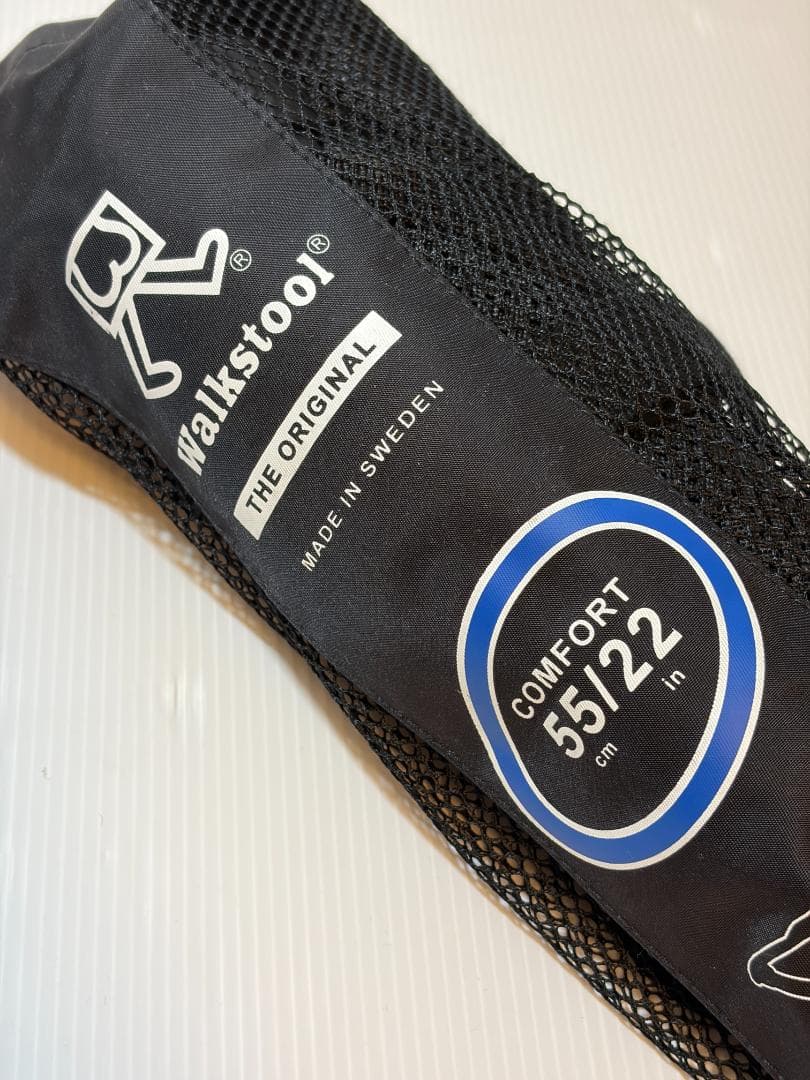 ®
Walkstool®
THE ORIGINAL
MADE IN SWEDEN
COMFORT
55/22
cm in